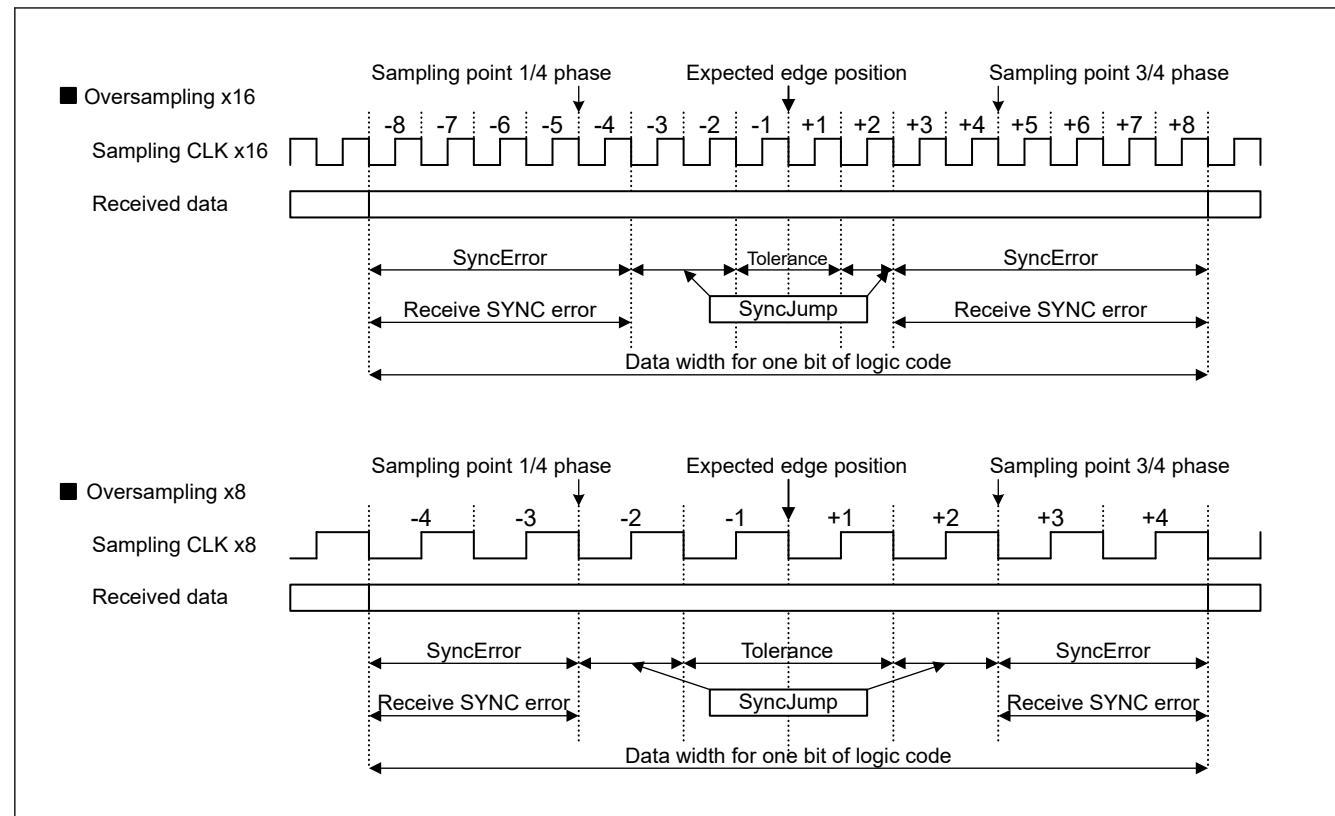 Sampling point 1/4 phase Expected edge position Sampling point 3/4 phase
Oversampling x16
-8 -7 -6 -5 -4 -3 -2 -1 +1 +2 +3 +4 +5 +6 +7 +8
Sampling CLK x16
Received data
SyncError Tolerance SyncError
Receive SYNC error SyncJump Receive SYNC error
Data width for one bit of logic code
Sampling point 1/4 phase Expected edge position Sampling point 3/4 phase
Oversampling x8
-4 -3 -2 -1 +1 +2 +3 +4
Sampling CLK x8
Received data
SyncError Tolerance SyncError
Receive SYNC error SyncJump Receive SYNC error
Data width for one bit of logic code